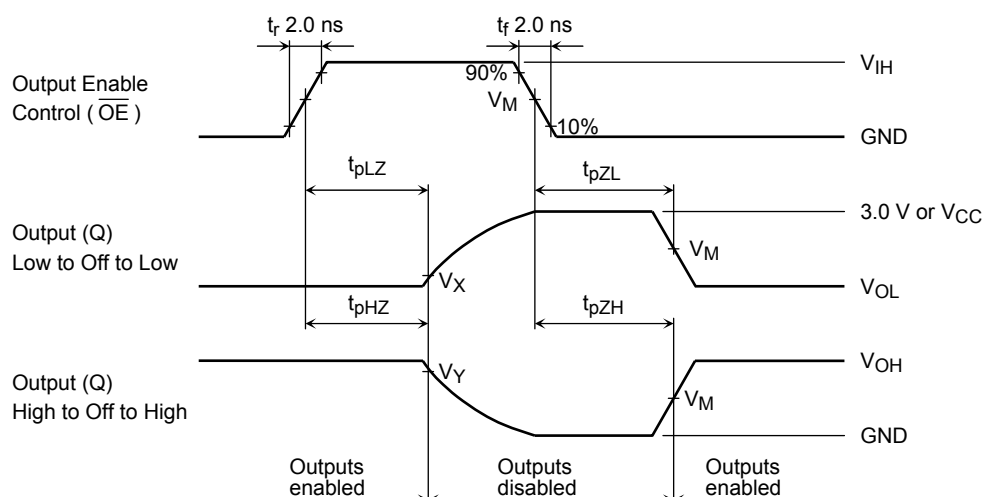 tr 2.0 ns
tf 2.0 ns
Output Enable
Control ( OE )
90%
VM
10%
VIH
GND
tpLZ
tpZL
Output (Q)
Low to Off to Low
VX
VM
3.0 V or VCC
VOL
tpHZ
tpZH
Output (Q)
High to Off to High
VY
VM
VOH
GND
Outputs
enabled
Outputs
disabled
Outputs
enabled